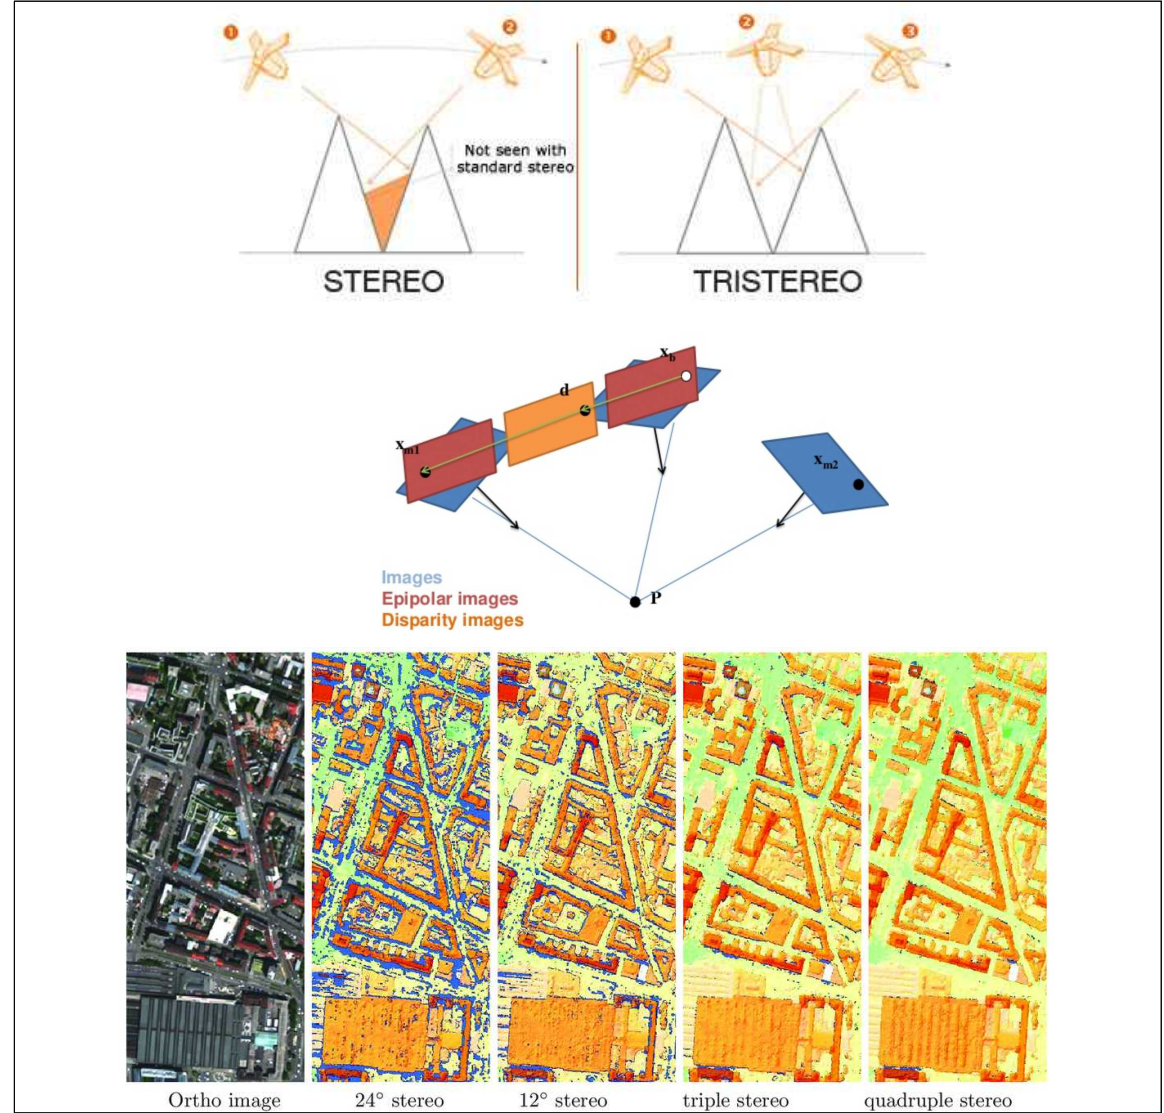 1
2
1
2
3
Not seen with
standard stereo
STEREO
TRISTEREO
x_b
d
x_m1
x_m2
P
Images
Epipolar images
Disparity images
Ortho image
24° stereo
12° stereo
triple stereo
quadruple stereo